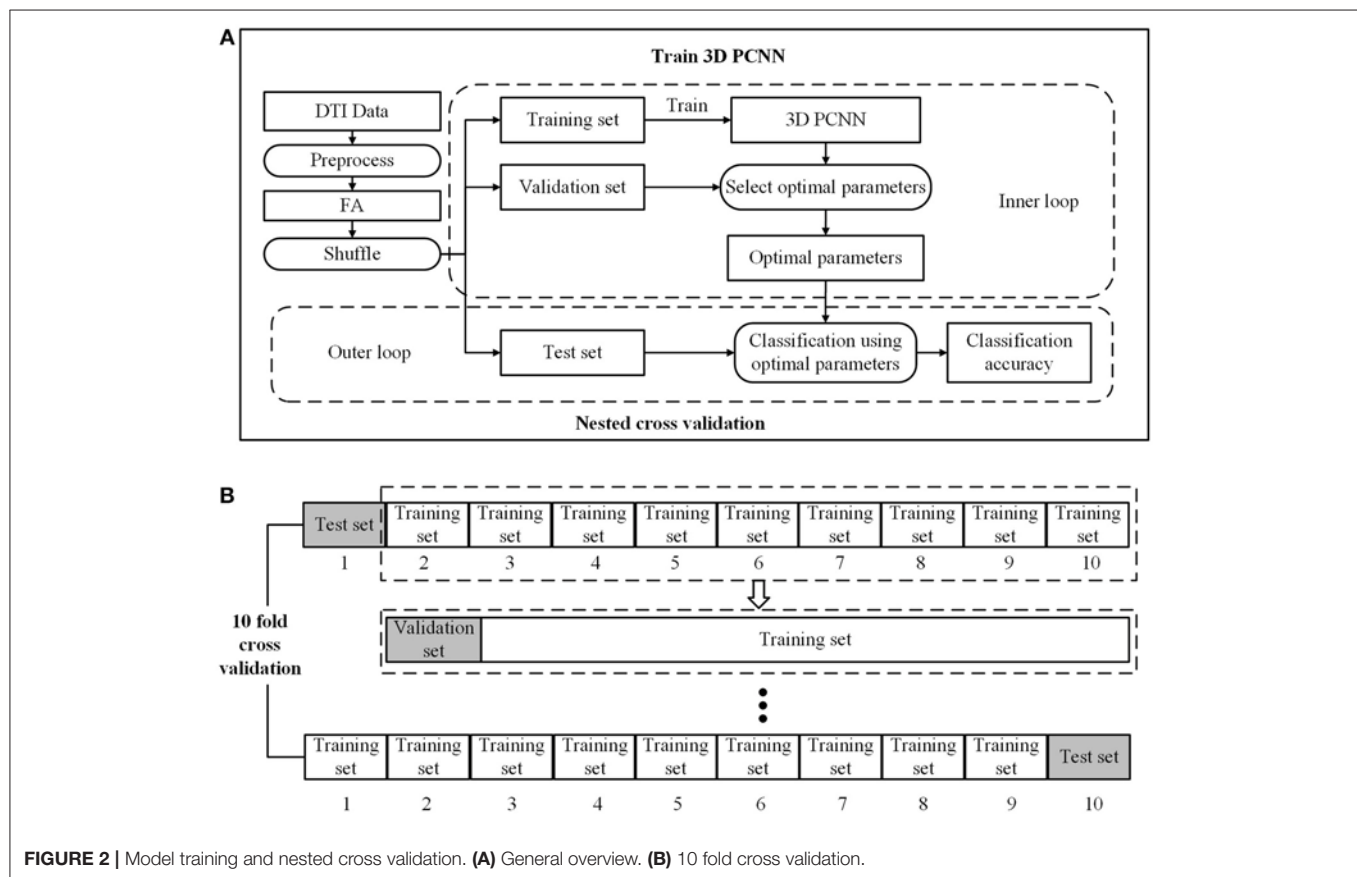 A
Train 3D PCNN
DTI Data
Preprocess
FA
Shuffle
Training set
Train
3D PCNN
Validation set
Select optimal parameters
Inner loop
Optimal parameters
Outer loop
Test set
Classification using
optimal parameters
Classification
accuracy
Nested cross validation
B
10 fold
cross
validation
Test set
Training
set
Training
set
Training
set
Training
set
Training
set
Training
set
Training
set
Training
set
Training
set
1 2 3 4 5 6 7 8 9 10
Validation
set
Training set
Training
set
Training
set
Training
set
Training
set
Training
set
Training
set
Training
set
Training
set
Training
set
Test set
1 2 3 4 5 6 7 8 9 10
FIGURE 2 | Model training and nested cross validation. (A) General overview. (B) 10 fold cross validation.